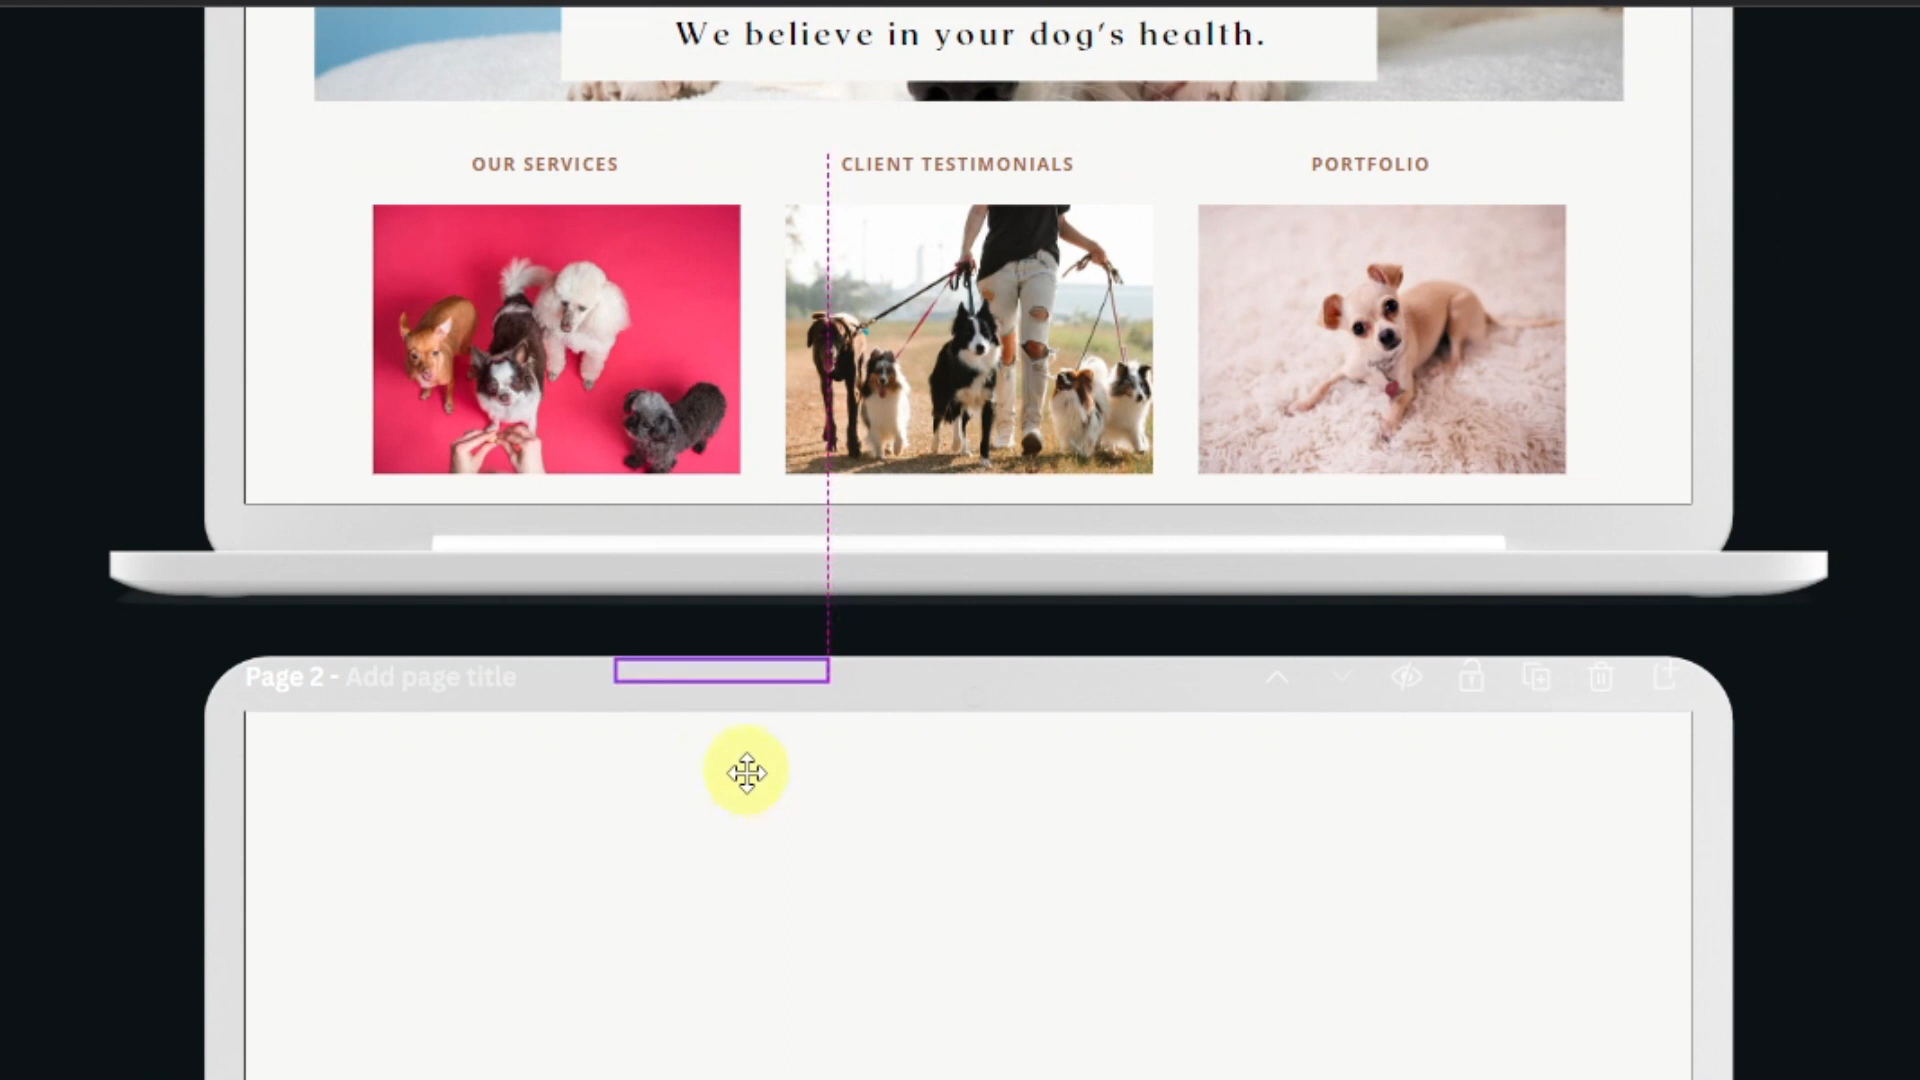 We believe in your dog's health.
OUR SERVICES
CLIENT TESTIMONIALS
PORTFOLIO
Page 2 - Add page title